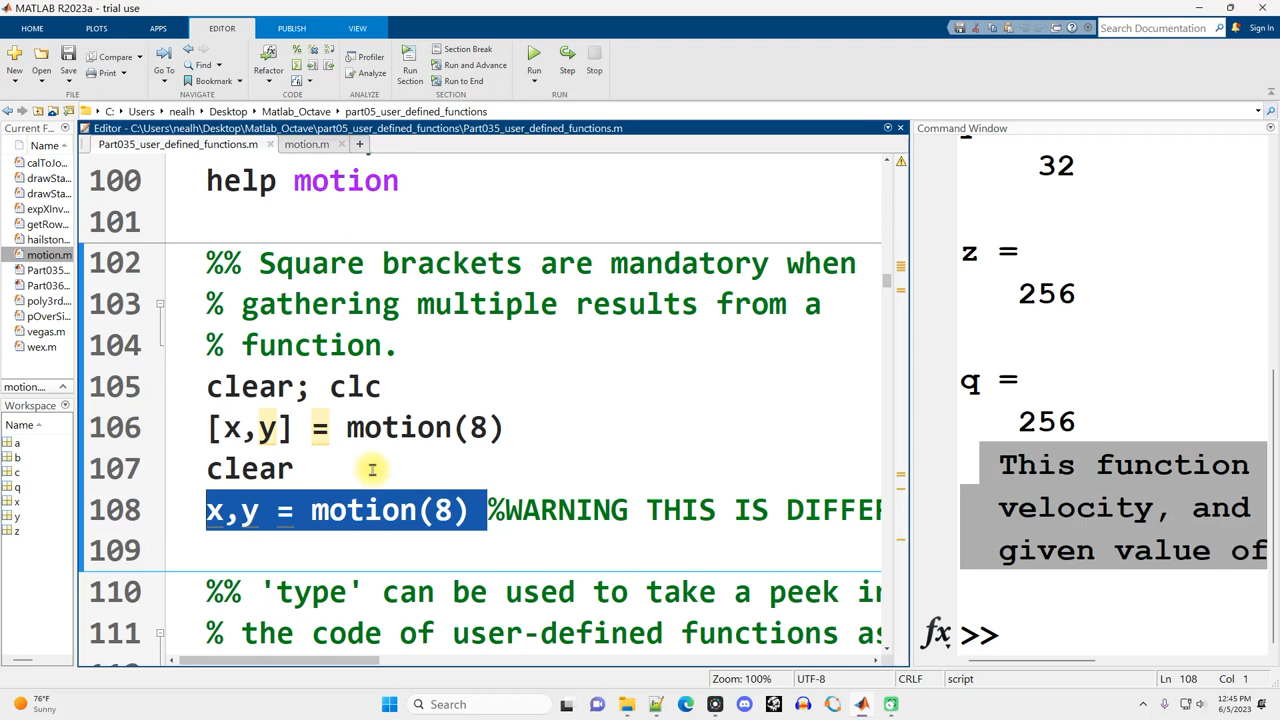 MATLAB R2023a - trial use
HOME PLOTS APPS EDITOR PUBLISH VIEW
Search Documentation
Sign In
New Open Save Compare Print
Go To Find Bookmark
Refactor
Profiler Analyze
Run Section
Section Break
Run and Advance
Run to End
Run Step Stop
FILE NAVIGATE CODE ANALYZE SECTION RUN
C: Users nealh Desktop Matlab_Octave part05_user_defined_functions
Current F
Name
calToJo...
drawSta...
drawSta...
expXInv...
getRow...
hailston...
motion.m
Part035...
Part036...
poly3rd...
pOverSi...
vegas.m
wex.m
motion....
Workspace
Name
a
b
c
q
x
y
z
Editor - C:\Users\nealh\Desktop\Matlab_Octave\part05_user_defined_functions\Part035_user_defined_functions.m
Part035_user_defined_functions.m motion.m
100 help motion
101
102 %% Square brackets are mandatory when
103 % gathering multiple results from a
104 % function.
105 clear; clc
106 [x,y] = motion(8)
107 clear
108 x,y = motion(8) %WARNING THIS IS DIFFE
109
110 %% 'type' can be used to take a peek i
111 % the code of user-defined functions as
Command Window
32
z =
256
q =
256
This function
velocity, and
given value of
fx >>
Zoom: 100% UTF-8 CRLF script Ln 108 Col 1
76°F
Sunny
Search
12:45 PM
6/5/2023